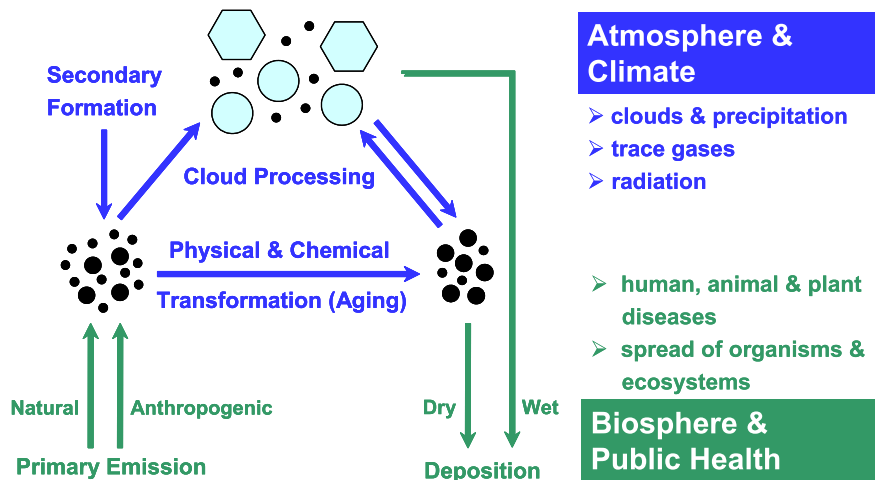 Secondary
Formation
Cloud Processing
Physical & Chemical
Transformation (Aging)
Natural
Anthropogenic
Primary Emission
Dry
Wet
Deposition
Atmosphere &
Climate
➢ clouds & precipitation
➢ trace gases
➢ radiation
➢ human, animal & plant
diseases
➢ spread of organisms &
ecosystems
Biosphere &
Public Health